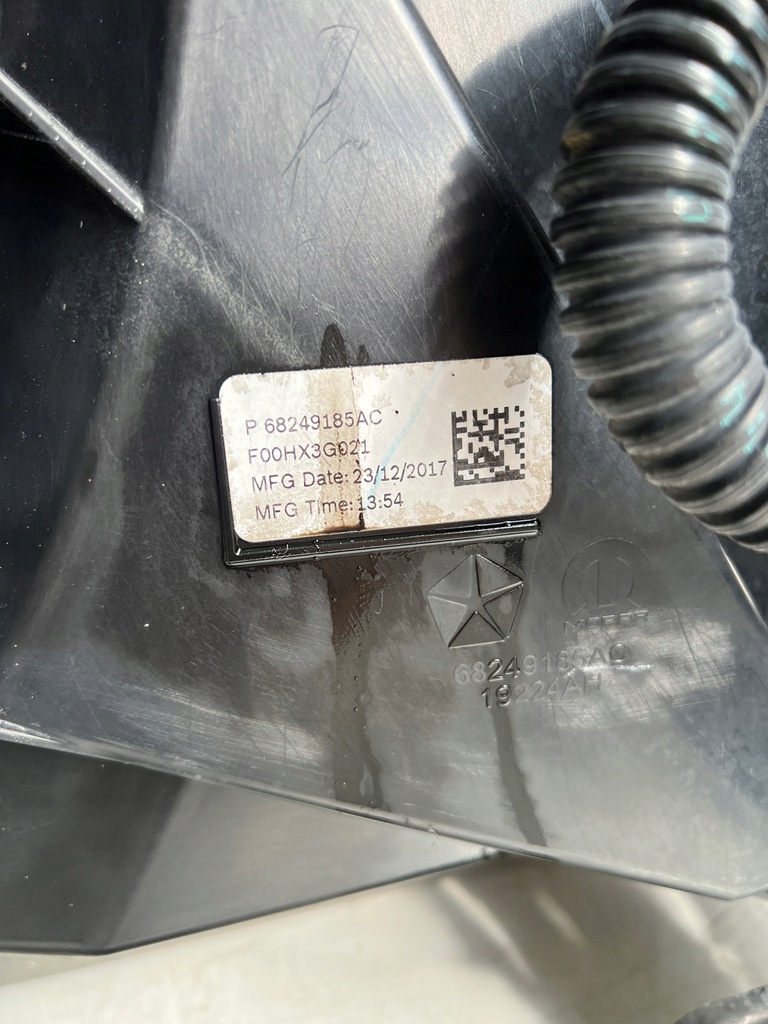 P 68249185AC
F00HX3G021
MFG Date: 23/12/2017
MFG Time: 13:54
MOPAR
68249185AC
19224AH